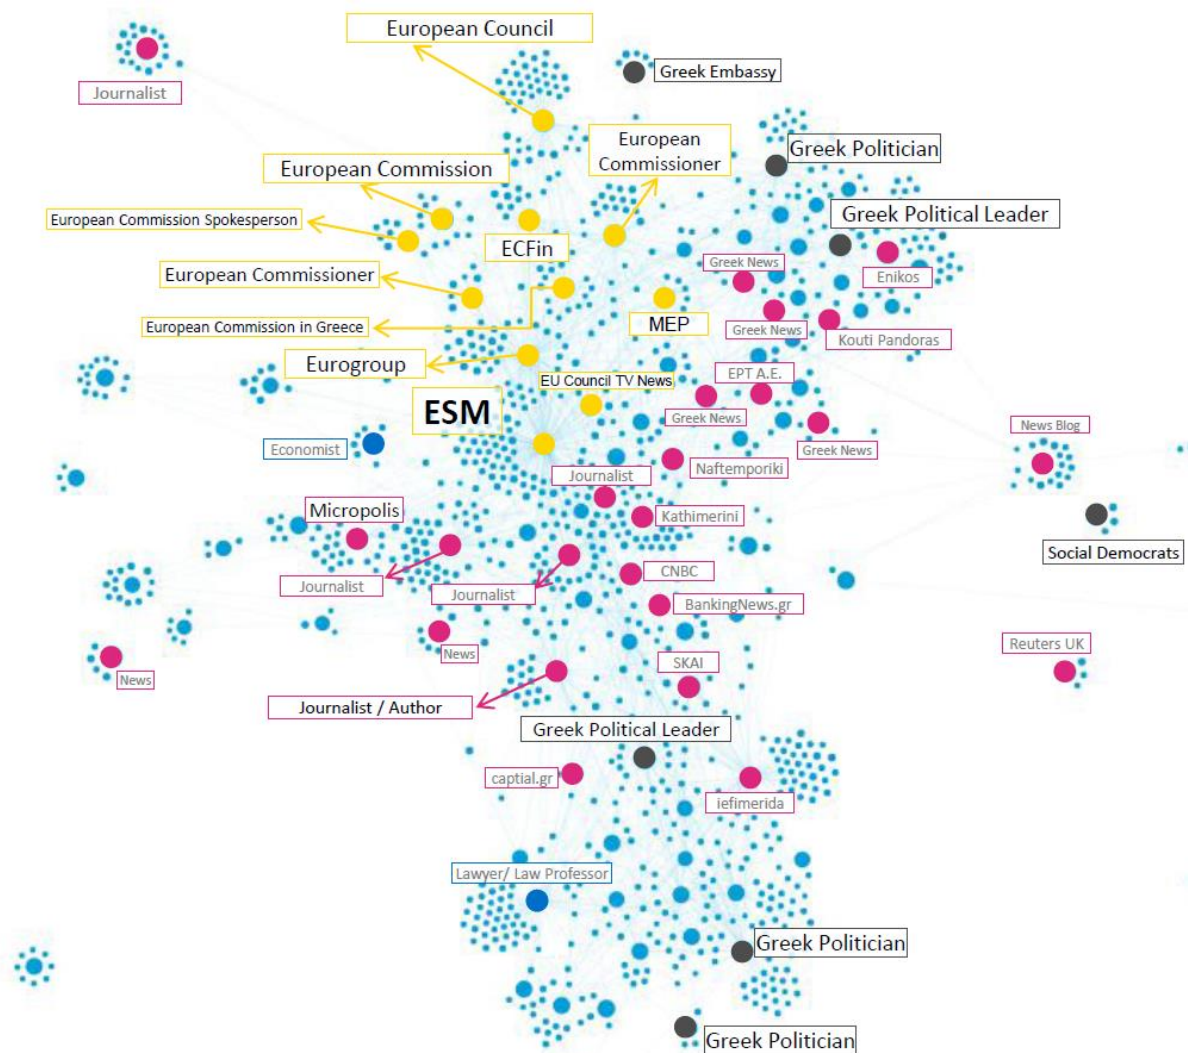 European Council
Greek Embassy
Journalist
European
Commissioner
Greek Politician
European Commission
European Commission Spokesperson
Greek Political Leader
ECFin
Greek News
Enikos
European Commissioner
MEP
European Commission in Greece
Greek News
Kouti Pandoras
Eurogroup
EU Council TV News
EPT A.E.
ESM
Greek News
Greek News
News Blog
Economist
Journalist
Naftemporiki
Micropolis
Kathimerini
Social Democrats
Journalist
Journalist
CNBC
BankingNews.gr
News
News
SKAI
Reuters UK
Journalist / Author
Greek Political Leader
captial.gr
iefimerida
Lawyer/ Law Professor
Greek Politician
Greek Politician